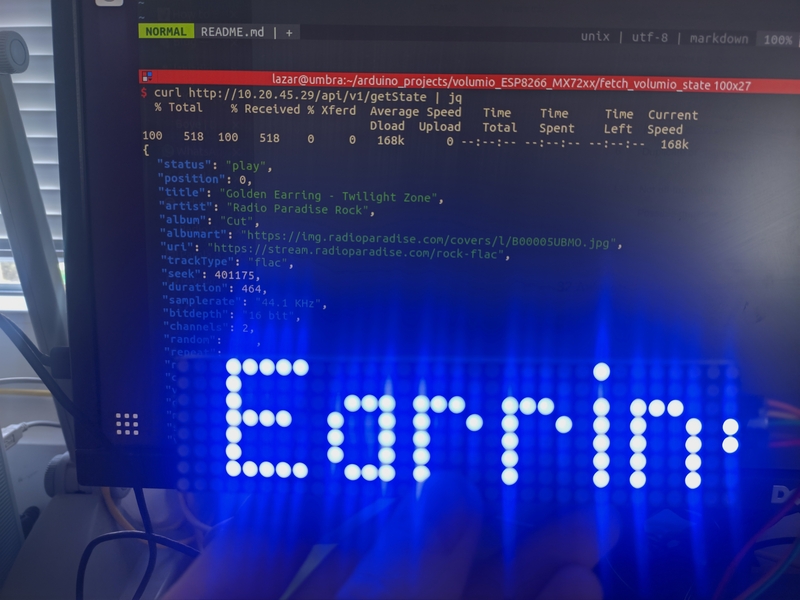 NORMAL README.md | + unix | utf-8 | markdown 100%
lazar@umbra:~/arduino_projects/volumio_ESP8266_MX72xx/fetch_volumio_state 100x27
$ curl http://10.20.45.29/api/v1/getState | jq
% Total % Received % Xferd Average Speed Time Time Time Current
Dload Upload Total Spent Left Speed
100 518 100 518 0 0 168k 0 --:--:-- --:--:-- --:--:-- 168k
{
"status": "play",
"position": 0,
"title": "Golden Earring - Twilight Zone",
"artist": "Radio Paradise Rock",
"album": "Cut",
"albumart": "https://img.radioparadise.com/covers/l/B00005UBMO.jpg",
"uri": "https://stream.radioparadise.com/rock-flac",
"trackType": "flac",
"seek": 401175,
"duration": 464,
"samplerate": "44.1 KHz",
"bitdepth": "16 bit",
"channels": 2,
"random":
"repeat":
Earrin